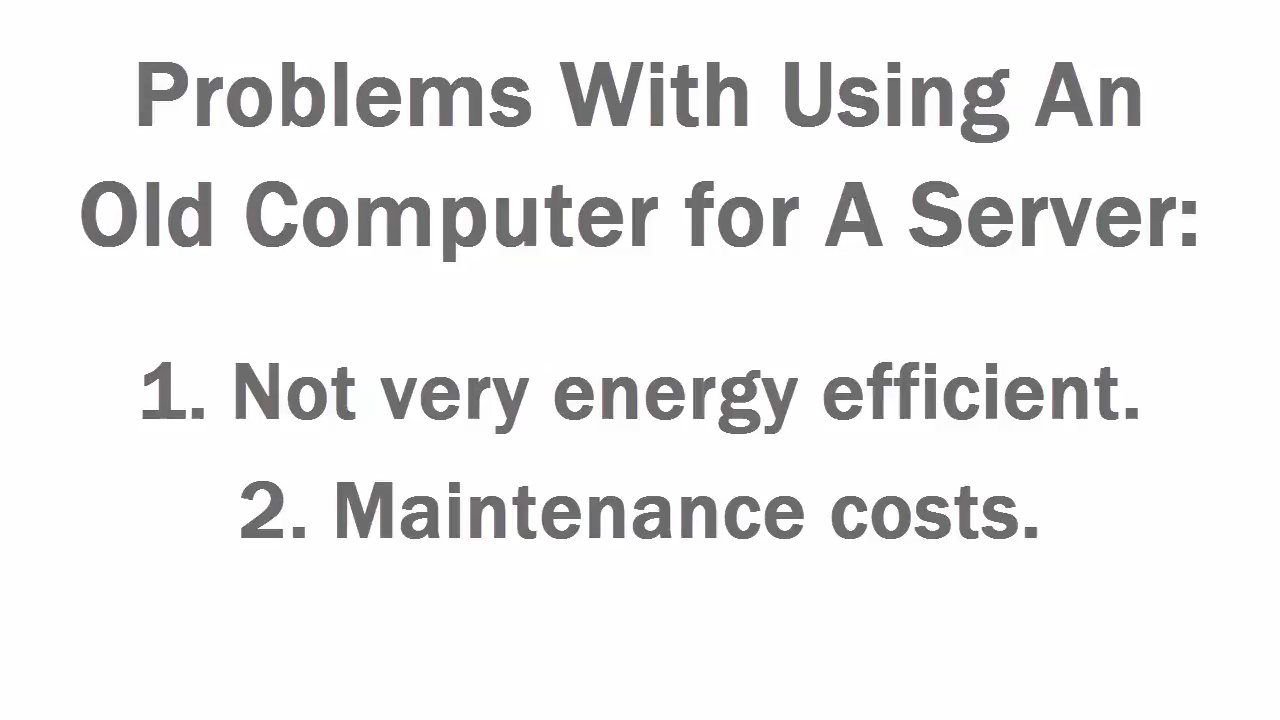 Problems With Using An
Old Computer for A Server:
1. Not very energy efficient.
2. Maintenance costs.